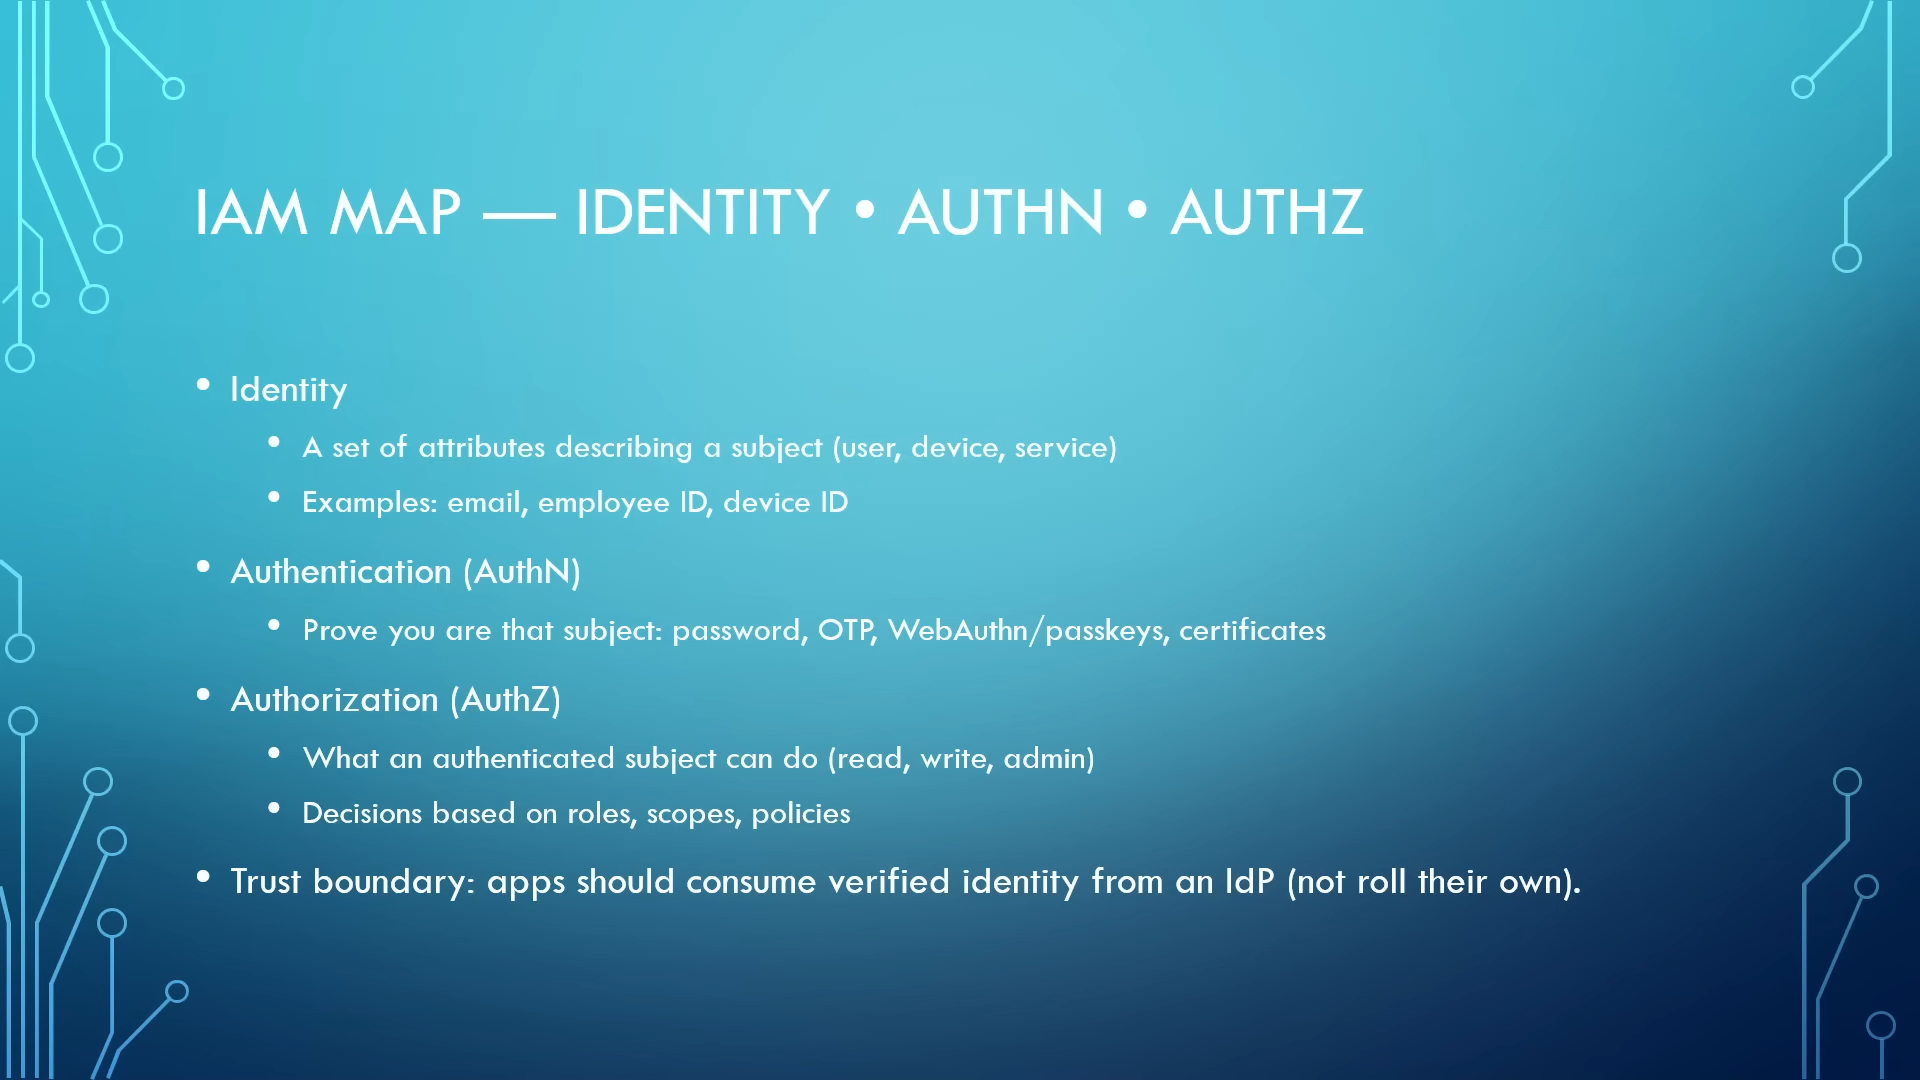 IAM MAP — IDENTITY • AUTHN • AUTHZ
• Identity
• A set of attributes describing a subject (user, device, service)
• Examples: email, employee ID, device ID
• Authentication (AuthN)
• Prove you are that subject: password, OTP, WebAuthn/passkeys, certificates
• Authorization (AuthZ)
• What an authenticated subject can do (read, write, admin)
• Decisions based on roles, scopes, policies
• Trust boundary: apps should consume verified identity from an IdP (not roll their own).